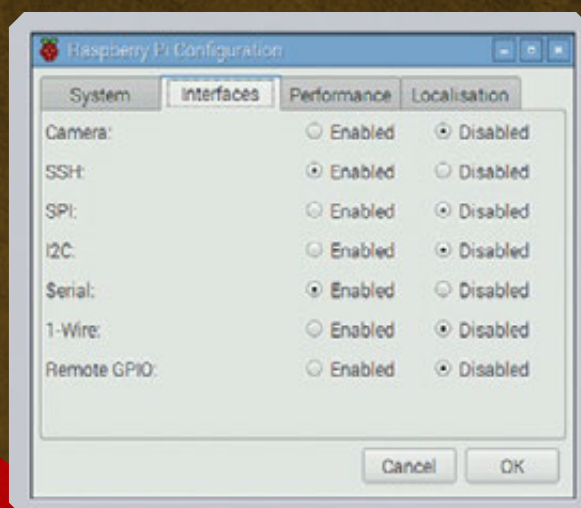 Raspberry Pi Configuration
System Interfaces Performance Localisation
Camera: Enabled Disabled
SSH: Enabled Disabled
SPI: Enabled Disabled
I2C: Enabled Disabled
Serial: Enabled Disabled
1-Wire: Enabled Disabled
Remote GPIO: Enabled Disabled
Cancel OK